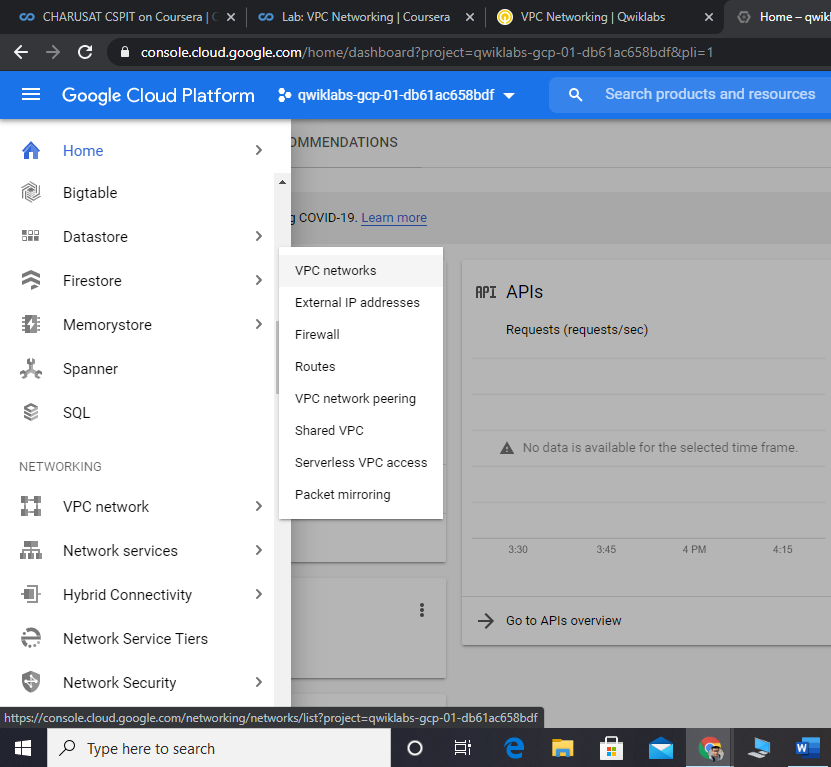 CHARUSAT CSPIT on Coursera |
Lab: VPC Networking | Coursera
VPC Networking | Qwiklabs
Home – qwikl
console.cloud.google.com/home/dashboard?project=qwiklabs-gcp-01-db61ac658bdf&pli=1
Google Cloud Platform
qwiklabs-gcp-01-db61ac658bdf
Search products and resources
Home
OMMENDATIONS
Bigtable
Datastore
g COVID-19. Learn more
Firestore
Memorystore
Spanner
SQL
NETWORKING
VPC network
Network services
Hybrid Connectivity
Network Service Tiers
Network Security
VPC networks
External IP addresses
Firewall
Routes
VPC network peering
Shared VPC
Serverless VPC access
Packet mirroring
API APIs
Requests (requests/sec)
No data is available for the selected time frame.
3:30 3:45 4 PM 4:15
Go to APIs overview
https://console.cloud.google.com/networking/networks/list?project=qwiklabs-gcp-01-db61ac658bdf
Type here to search